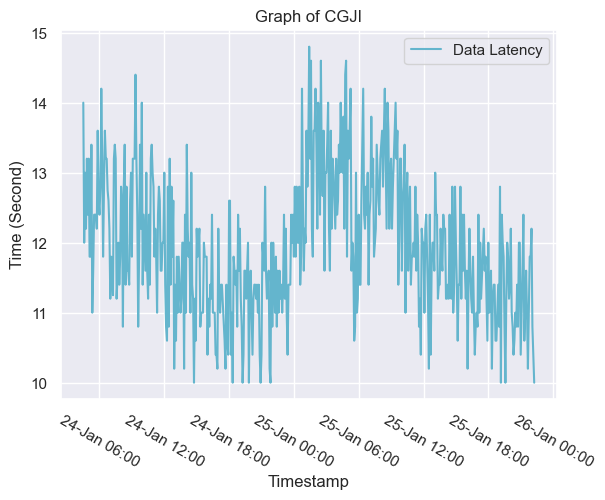 Graph of CGJI
Data Latency
Time (Second)
15
14
13
12
11
10
24-Jan 06:00
24-Jan 12:00
24-Jan 18:00
25-Jan 00:00
25-Jan 06:00
25-Jan 12:00
25-Jan 18:00
26-Jan 00:00
Timestamp